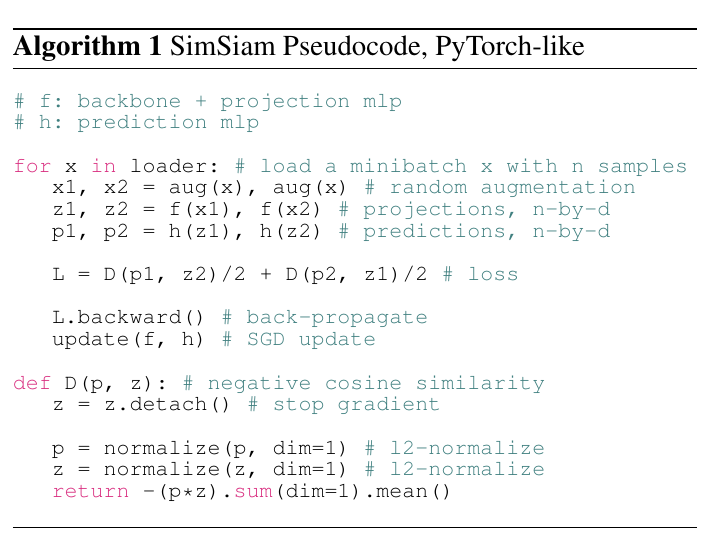 Algorithm 1 SimSiam Pseudocode, PyTorch-like
# f: backbone + projection mlp
# h: prediction mlp
for x in loader: # load a minibatch x with n samples
    x1, x2 = aug(x), aug(x) # random augmentation
    z1, z2 = f(x1), f(x2) # projections, n-by-d
    p1, p2 = h(z1), h(z2) # predictions, n-by-d
    L = D(p1, z2)/2 + D(p2, z1)/2 # loss
    L.backward() # back-propagate
    update(f, h) # SGD update
def D(p, z): # negative cosine similarity
    z = z.detach() # stop gradient
    p = normalize(p, dim=1) # l2-normalize
    z = normalize(z, dim=1) # l2-normalize
    return -(p*z).sum(dim=1).mean()